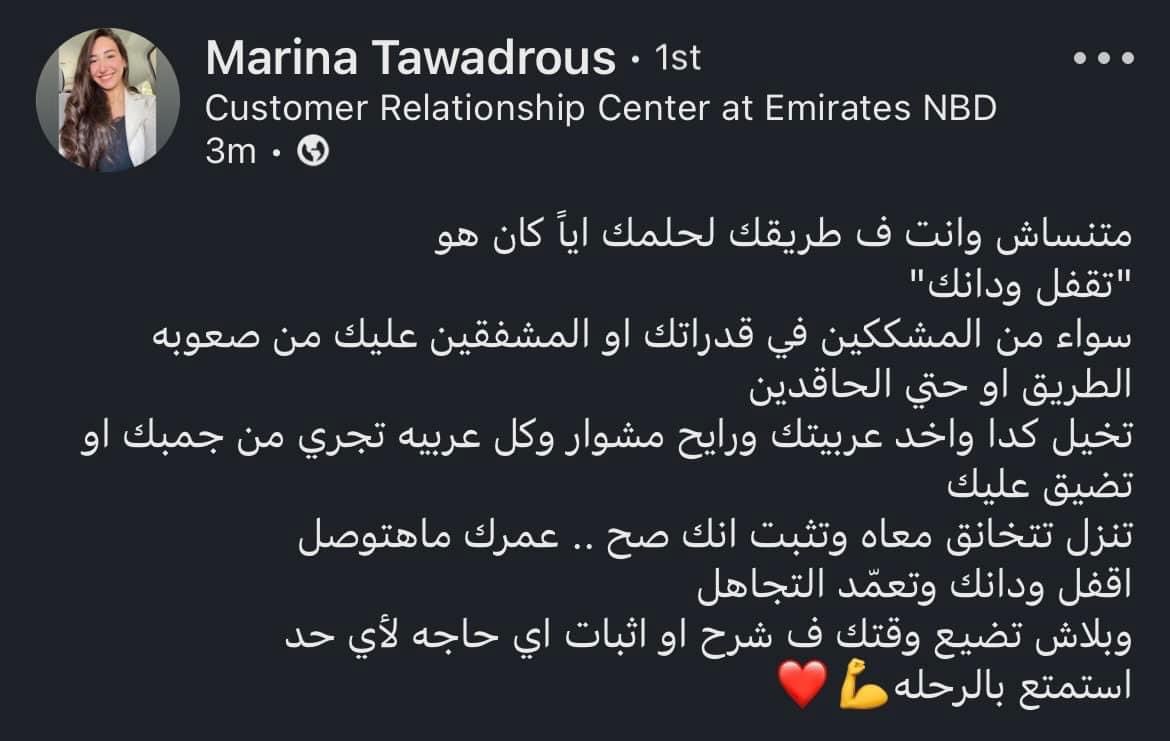 Marina Tawadrous • 1st
Customer Relationship Center at Emirates NBD
3m •
متنساش وانت ف طريقك لحلمك اياً كان هو
"تقفل ودانك"
سواء من المشككين في قدراتك او المشفقين عليك من صعوبه
الطريق او حتي الحاقدين
تخيل كدا واخد عربيتك ورايح مشوار وكل عربيه تجري من جمبك او
تضيق عليك
تنزل تتخانق معاه وتثبت انك صح .. عمرك ماهتوصل
اقفل ودانك وتعمّد التجاهل
وبلاش تضيع وقتك ف شرح او اثبات اي حاجه لأي حد
استمتع بالرحله💪❤️